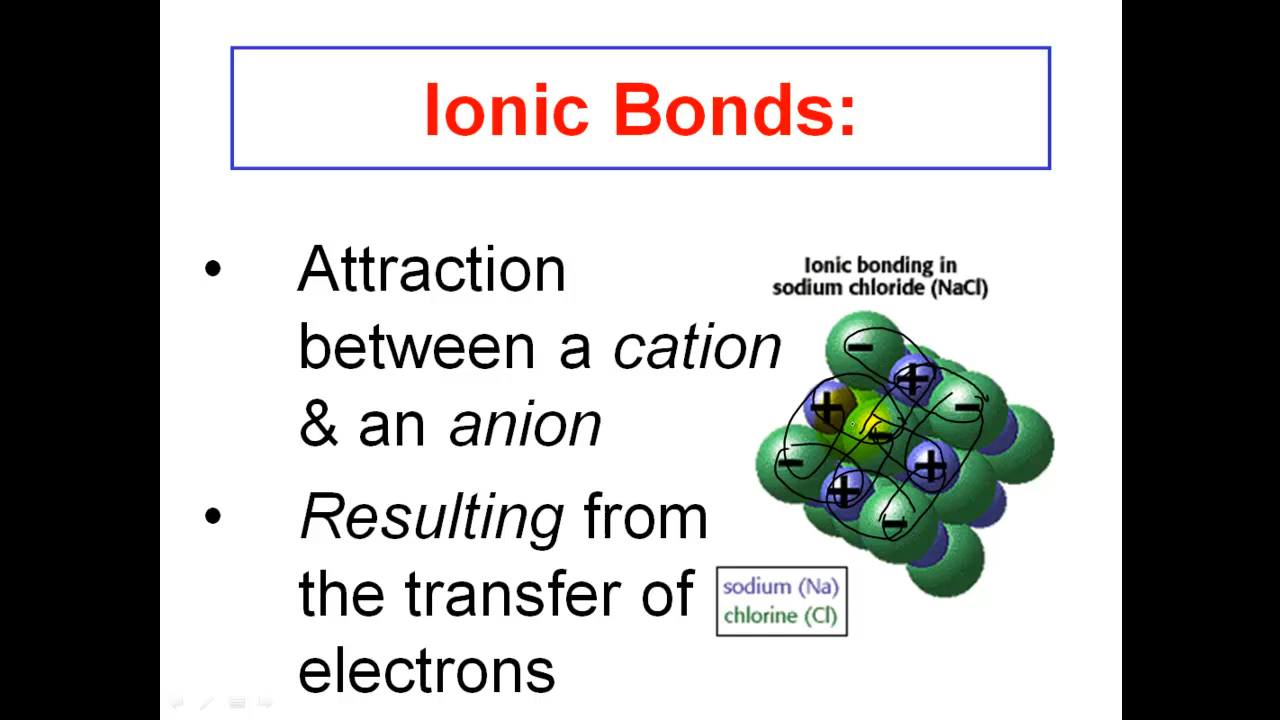 Ionic Bonds:
• Attraction
between a cation
& an anion
• Resulting from
the transfer of
electrons
Ionic bonding in
sodium chloride (NaCl)
−
+
+
−
−
−
+
+
−
sodium (Na)
chlorine (Cl)